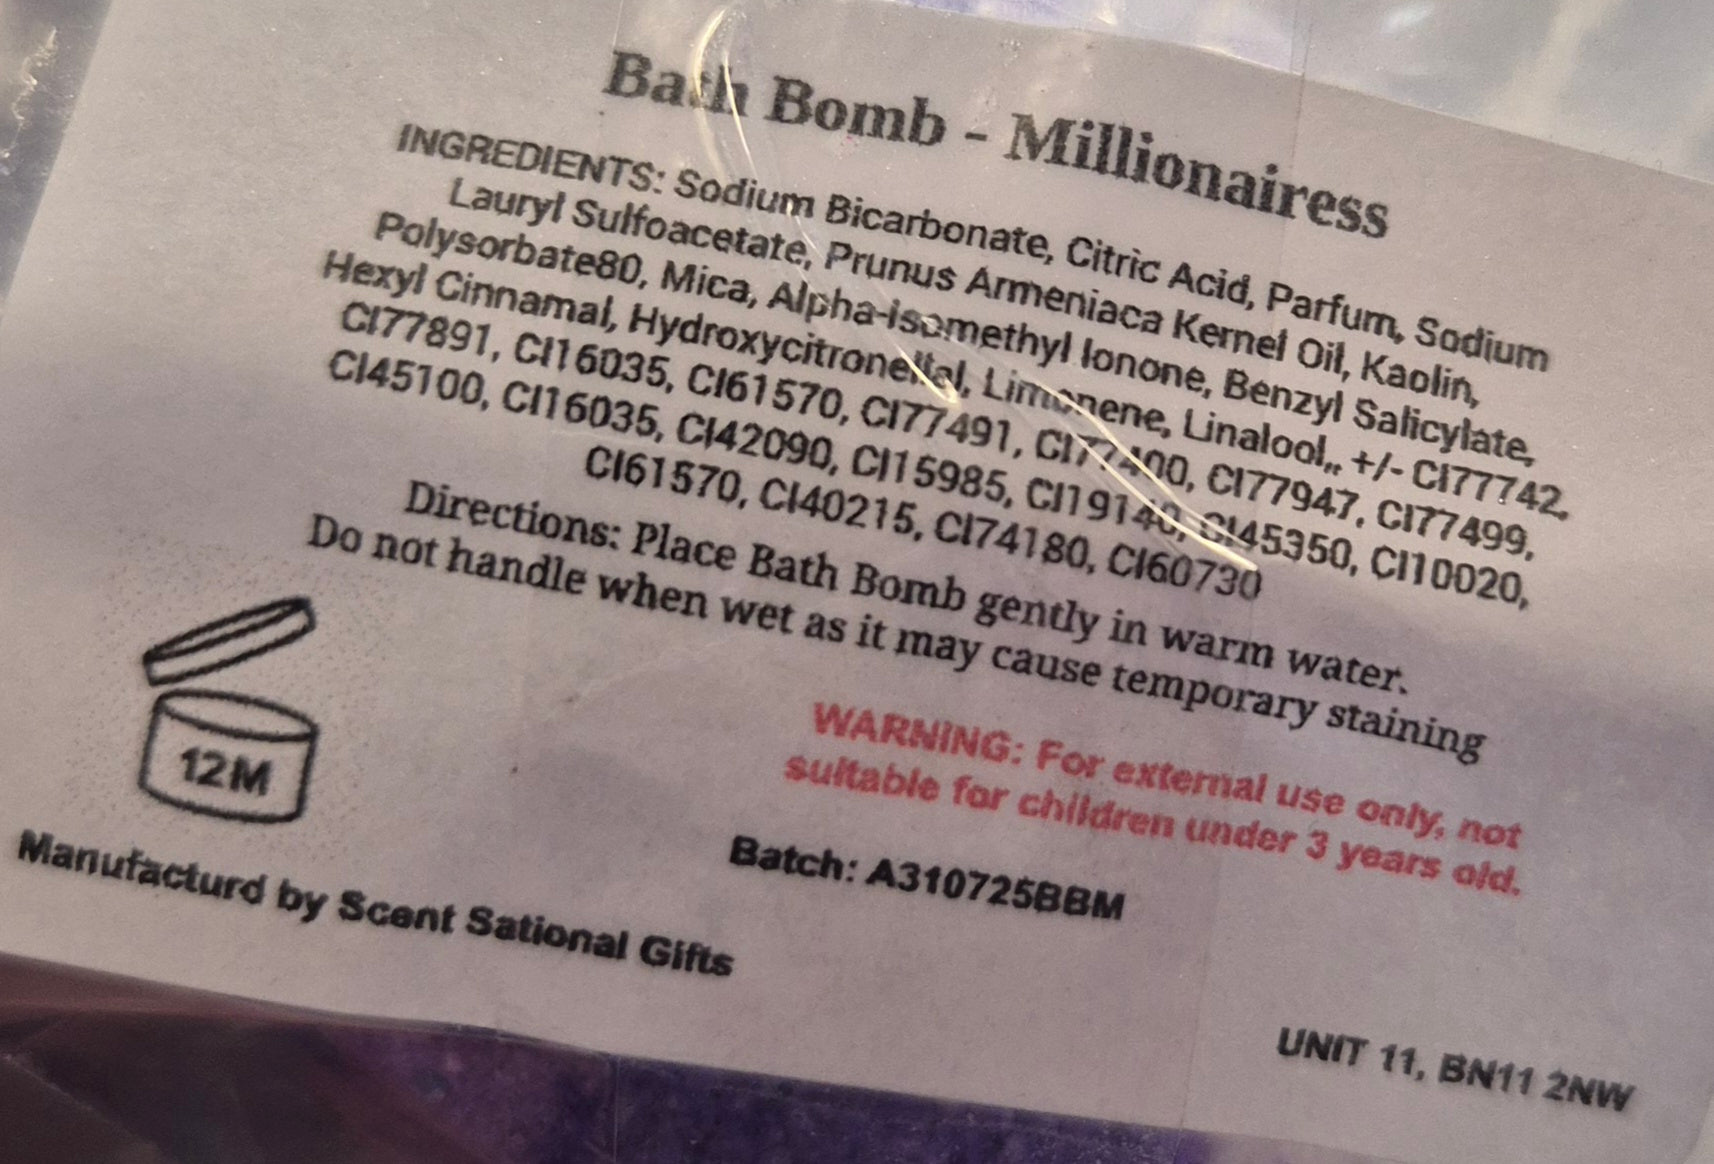 Bath Bomb - Millionairess
INGREDIENTS: Sodium Bicarbonate, Citric Acid, Parfum, Sodium
Lauryl Sulfoacetate, Prunus Armeniaca Kernel Oil, Kaolin,
Polysorbate80, Mica, Alpha-isomethyl Ionone, Benzyl Salicylate,
Hexyl Cinnamal, Hydroxycitronellal, Limonene, Linalool,, +/- CI77742,
CI77891, CI16035, CI61570, CI77491, CI77400, CI77947, CI77499,
CI45100, CI16035, CI42090, CI15985, CI19140, CI45350, CI10020,
CI61570, CI40215, CI74180, CI60730
Directions: Place Bath Bomb gently in warm water.
Do not handle when wet as it may cause temporary staining
WARNING: For external use only, not
suitable for children under 3 years old.
12M
Batch: A310725BBM
Manufacturd by Scent Sational Gifts
UNIT 11, BN11 2NW